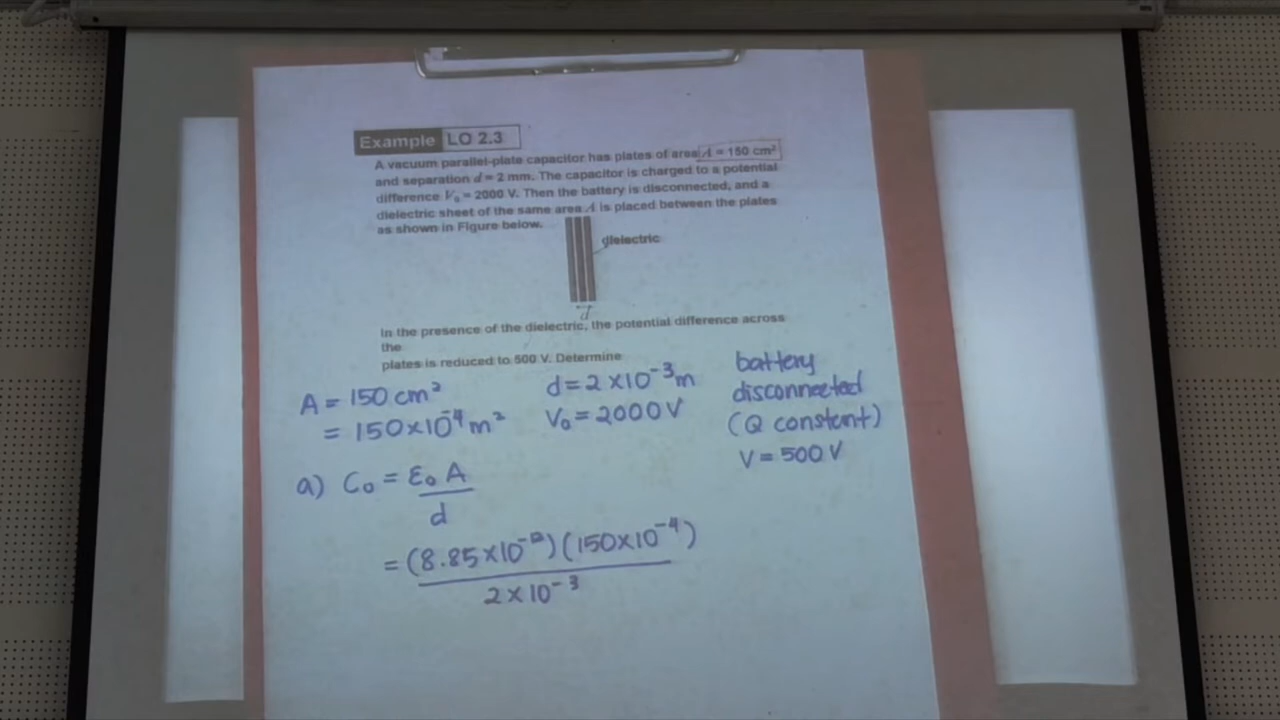 Example LO 2.3
A vacuum parallel-plate capacitor has plates of area A = 150 cm²
and separation d = 2 mm. The capacitor is charged to a potential
difference V₀ = 2000 V. Then the battery is disconnected, and a
dielectric sheet of the same area A is placed between the plates
as shown in Figure below.
dielectric
d
In the presence of the dielectric, the potential difference across
the
plates is reduced to 500 V. Determine
A = 150 cm²
= 150×10⁻⁴ m²
d = 2×10⁻³ m
V₀ = 2000 V
battery
disconnected
(Q constant)
V = 500 V
a) C₀ = ε₀ A
d
= (8.85×10⁻¹²)(150×10⁻⁴)
2×10⁻³